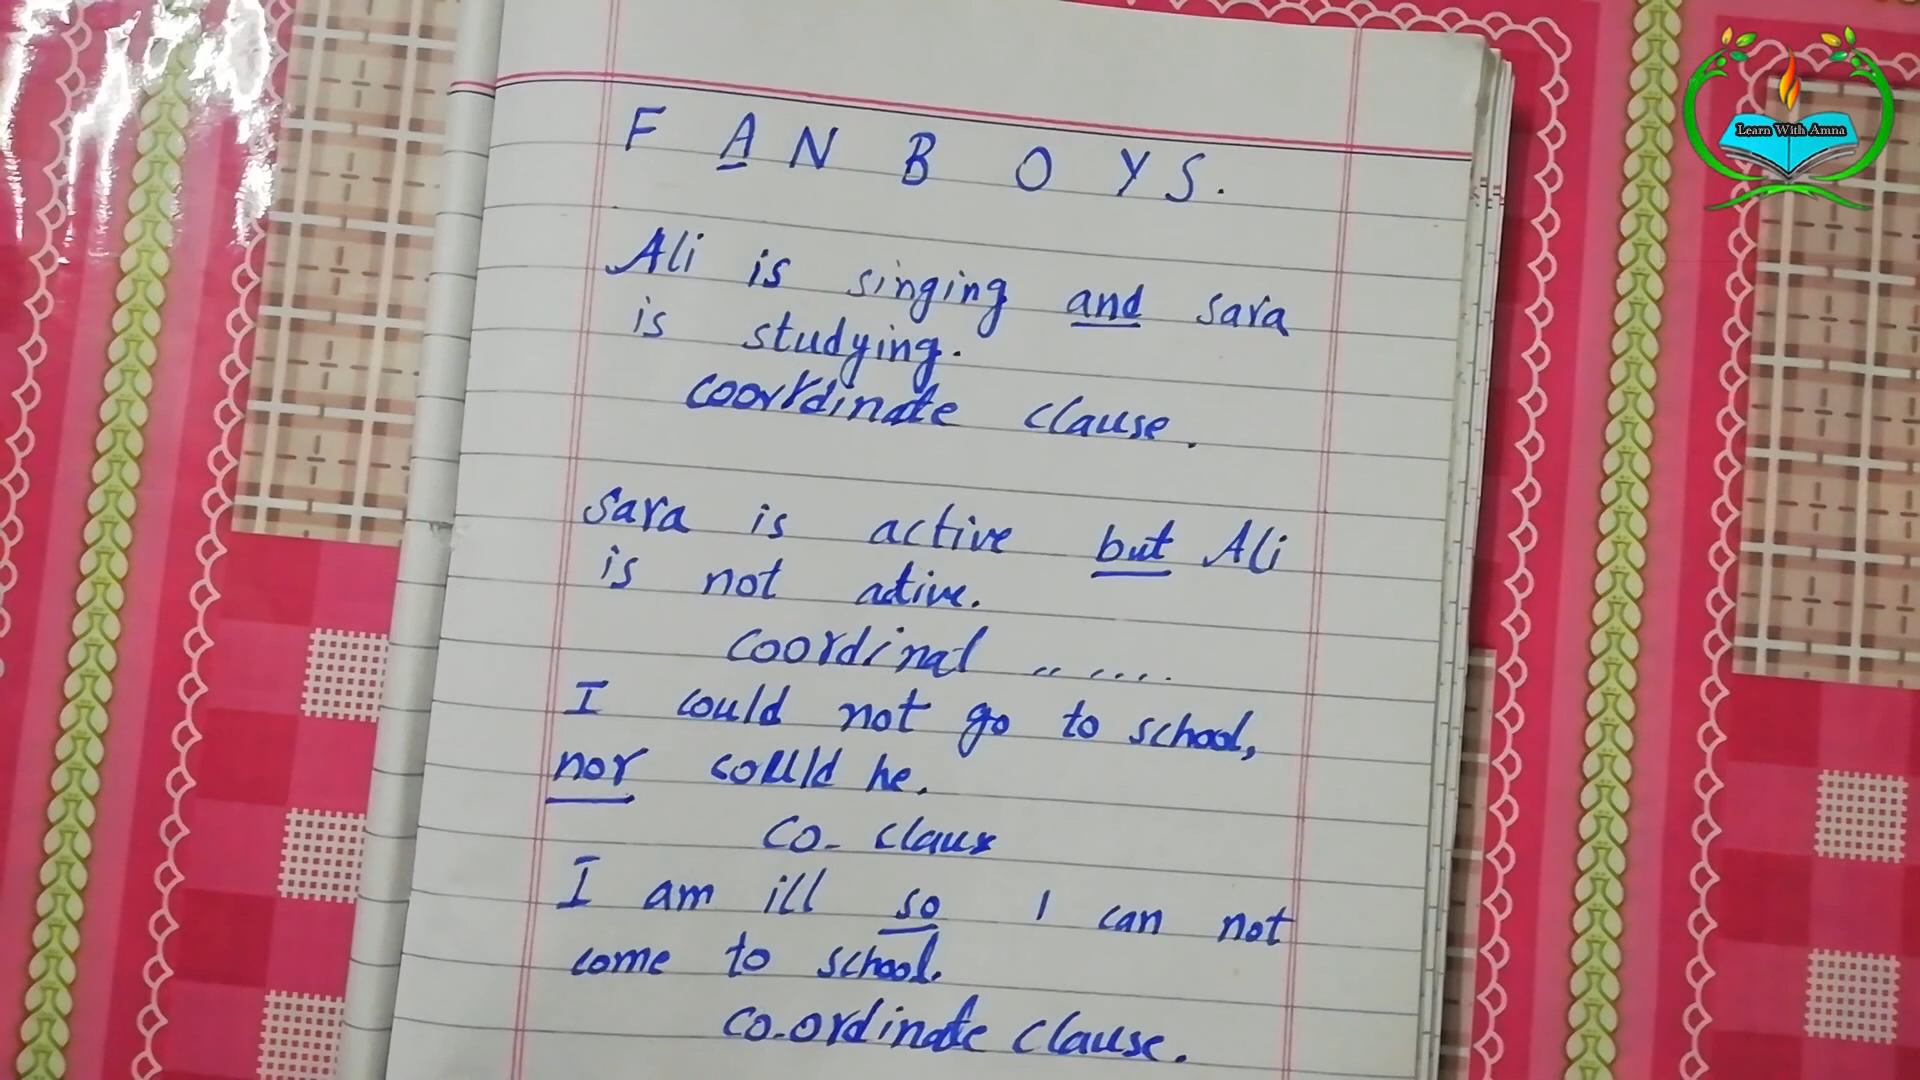 F A N B O Y S.
Ali is singing and sara
is studying.
coordinate clause.
Sara is active but Ali
is not active.
coordinat
I could not go to school,
nor could he.
co- claus
I am ill so I can not
come to school.
co-ordinate clause.
Learn With Amna